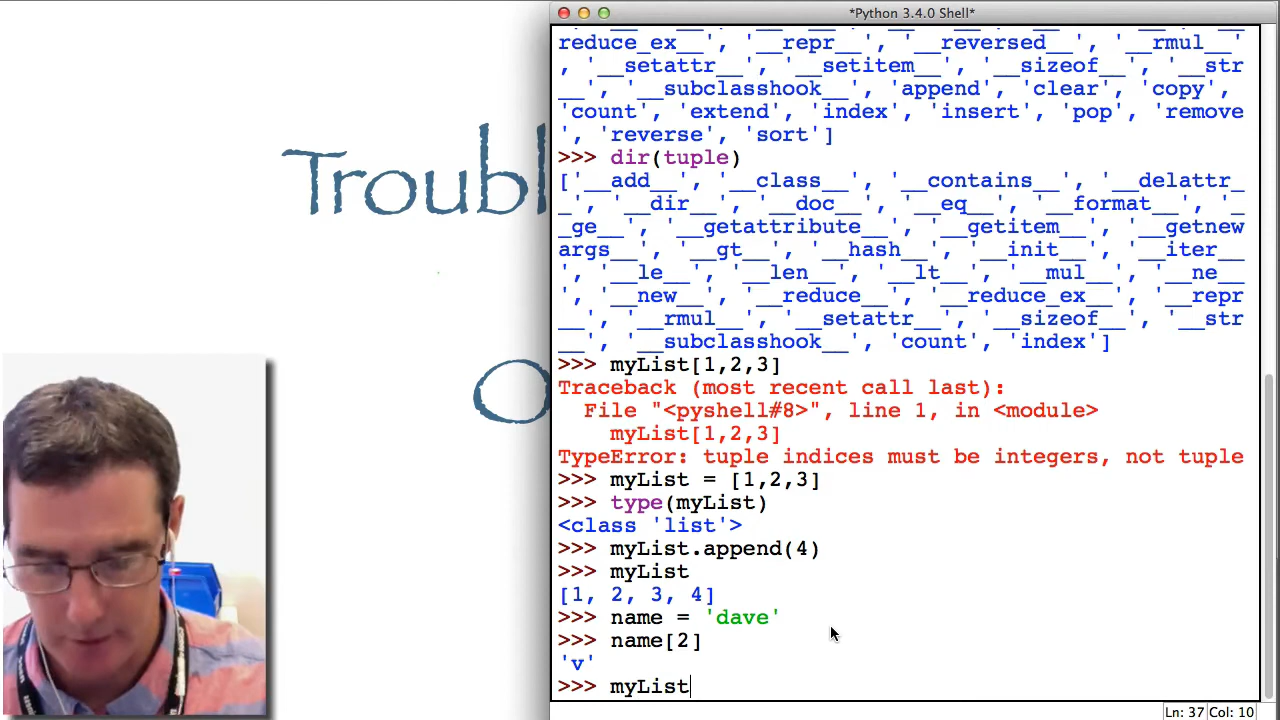 *Python 3.4.0 Shell*
Troubl
O
reduce_ex__', '__repr__', '__reversed__', '__rmul__'
, '__setattr__', '__setitem__', '__sizeof__', '__str
__', '__subclasshook__', 'append', 'clear', 'copy',
'count', 'extend', 'index', 'insert', 'pop', 'remove
', 'reverse', 'sort']
>>> dir(tuple)
['__add__', '__class__', '__contains__', '__delattr_
_', '__dir__', '__doc__', '__eq__', '__format__', '_
_ge__', '__getattribute__', '__getitem__', '__getnew
args__', '__gt__', '__hash__', '__init__', '__iter__
', '__le__', '__len__', '__lt__', '__mul__', '__ne__
', '__new__', '__reduce__', '__reduce_ex__', '__repr
__', '__rmul__', '__setattr__', '__sizeof__', '__str
__', '__subclasshook__', 'count', 'index']
>>> myList[1,2,3]
Traceback (most recent call last):
  File "<pyshell#8>", line 1, in <module>
    myList[1,2,3]
TypeError: tuple indices must be integers, not tuple
>>> myList = [1,2,3]
>>> type(myList)
<class 'list'>
>>> myList.append(4)
>>> myList
[1, 2, 3, 4]
>>> name = 'dave'
>>> name[2]
'v'
>>> myList
Ln: 37 Col: 10